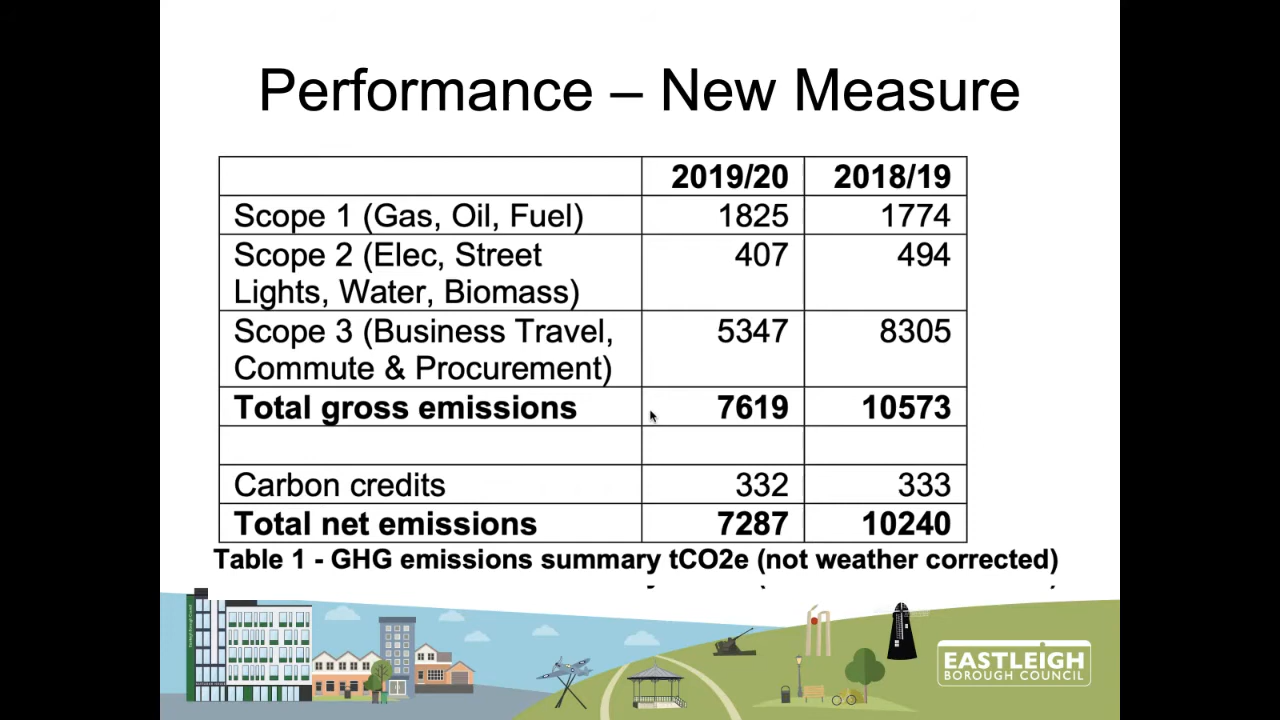 Performance – New Measure
2019/20 2018/19
Scope 1 (Gas, Oil, Fuel) 1825 1774
Scope 2 (Elec, Street 407 494
Lights, Water, Biomass)
Scope 3 (Business Travel, 5347 8305
Commute & Procurement)
Total gross emissions 7619 10573
Carbon credits 332 333
Total net emissions 7287 10240
Table 1 - GHG emissions summary tCO2e (not weather corrected)
EASTLEIGH
BOROUGH COUNCIL